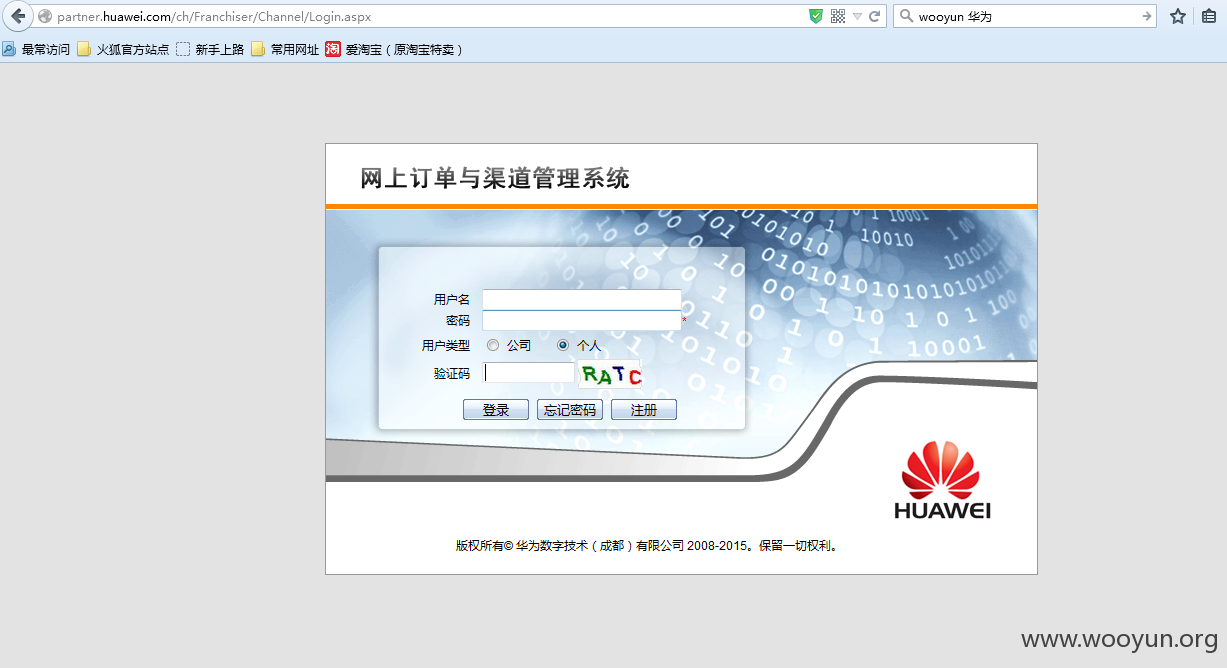 partner.huawei.com/ch/Franchiser/Channel/Login.aspx
wooyun 华为
最常访问 火狐官方站点 新手上路 常用网址 淘 爱淘宝（原淘宝特卖）
网上订单与渠道管理系统
用户名
密码 *
用户类型 公司 个人
验证码 RATC
登录 忘记密码 注册
HUAWEI
版权所有© 华为数字技术（成都）有限公司 2008-2015。保留一切权利。
www.wooyun.org